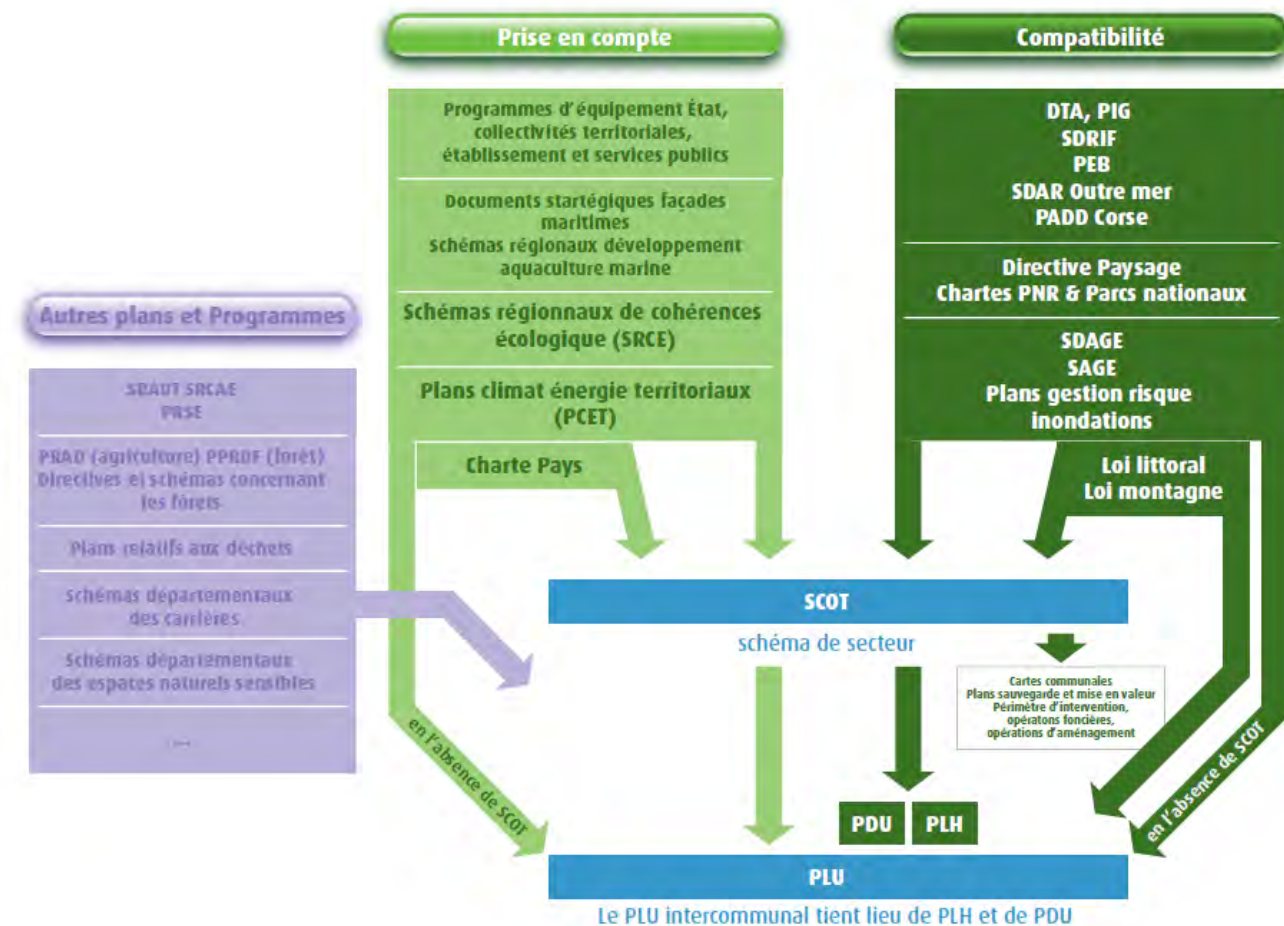 Prise en compte
Programmes d'équipement État,
collectivités territoriales,
établissement et services publics
Documents startégiques façades
maritimes
Schémas régionaux développement
aquaculture marine
Schémas régionnaux de cohérences
écologique (SRCE)
Plans climat énergie territoriaux
(PCET)
Charte Pays
en l'absence de SCOT
Compatibilité
DTA, PIG
SDRIF
PEB
SDAR Outre mer
PADD Corse
Directive Paysage
Chartes PNR & Parcs nationaux
SDAGE
SAGE
Plans gestion risque
inondations
Loi littoral
Loi montagne
en l'absence de SCOT
Autres plans et Programmes
SRCAE
PRSE
PRAD (agriculture) PPRDF (forêt)
Directives et schémas concernant
les fôrets
Plans relatifs aux déchets
Schémas départementaux
des carrières
Schémas départementaux
des espaces naturels sensibles
SCOT
schéma de secteur
Cartes communales
Plans sauvegarde et mise en valeur
Périmètre d'intervention,
opératons foncières,
opérations d'aménagement
PDU
PLH
PLU
Le PLU intercommunal tient lieu de PLH et de PDU